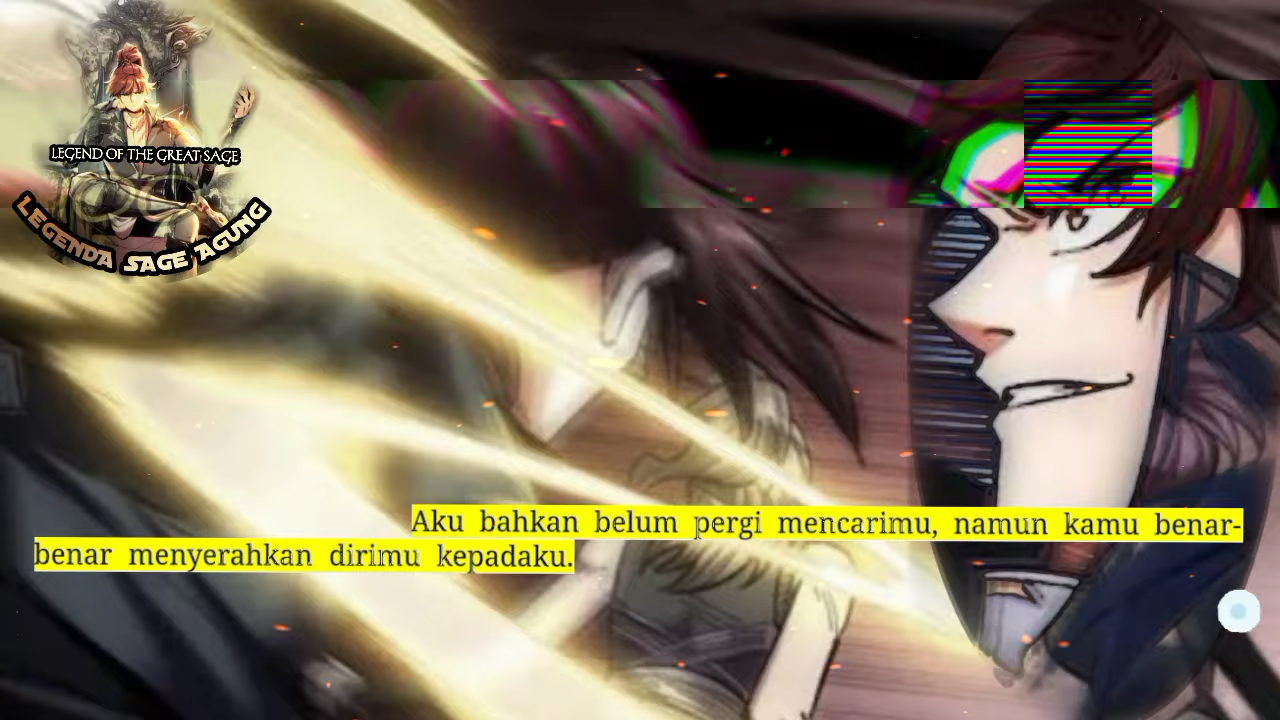 LEGEND OF THE GREAT SAGE
LEGENDA SAGE AGUNG
Aku bahkan belum pergi mencarimu, namun kamu benar-
benar menyerahkan dirimu kepadaku.